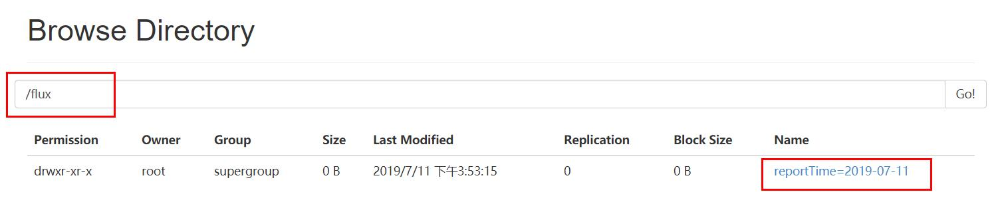 Browse Directory
/flux Go!
Permission Owner Group Size Last Modified Replication Block Size Name
drwxr-xr-x root supergroup 0 B 2019/7/11 下午3:53:15 0 0 B reportTime=2019-07-11